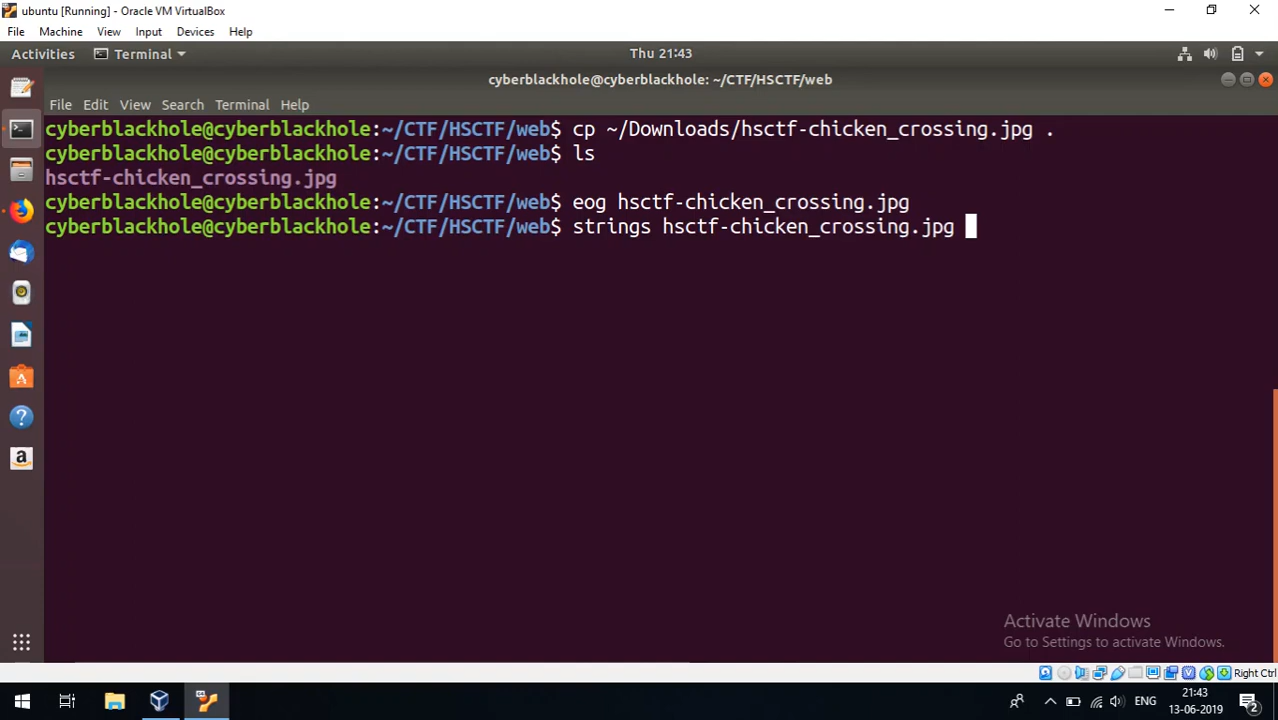 ubuntu [Running] - Oracle VM VirtualBox
File Machine View Input Devices Help
Activities Terminal Thu 21:43
cyberblackhole@cyberblackhole: ~/CTF/HSCTF/web
File Edit View Search Terminal Help
cyberblackhole@cyberblackhole:~/CTF/HSCTF/web$ cp ~/Downloads/hsctf-chicken_crossing.jpg .
cyberblackhole@cyberblackhole:~/CTF/HSCTF/web$ ls
hsctf-chicken_crossing.jpg
cyberblackhole@cyberblackhole:~/CTF/HSCTF/web$ eog hsctf-chicken_crossing.jpg
cyberblackhole@cyberblackhole:~/CTF/HSCTF/web$ strings hsctf-chicken_crossing.jpg
Activate Windows
Go to Settings to activate Windows.
Right Ctrl
ENG
21:43
13-06-2019
2